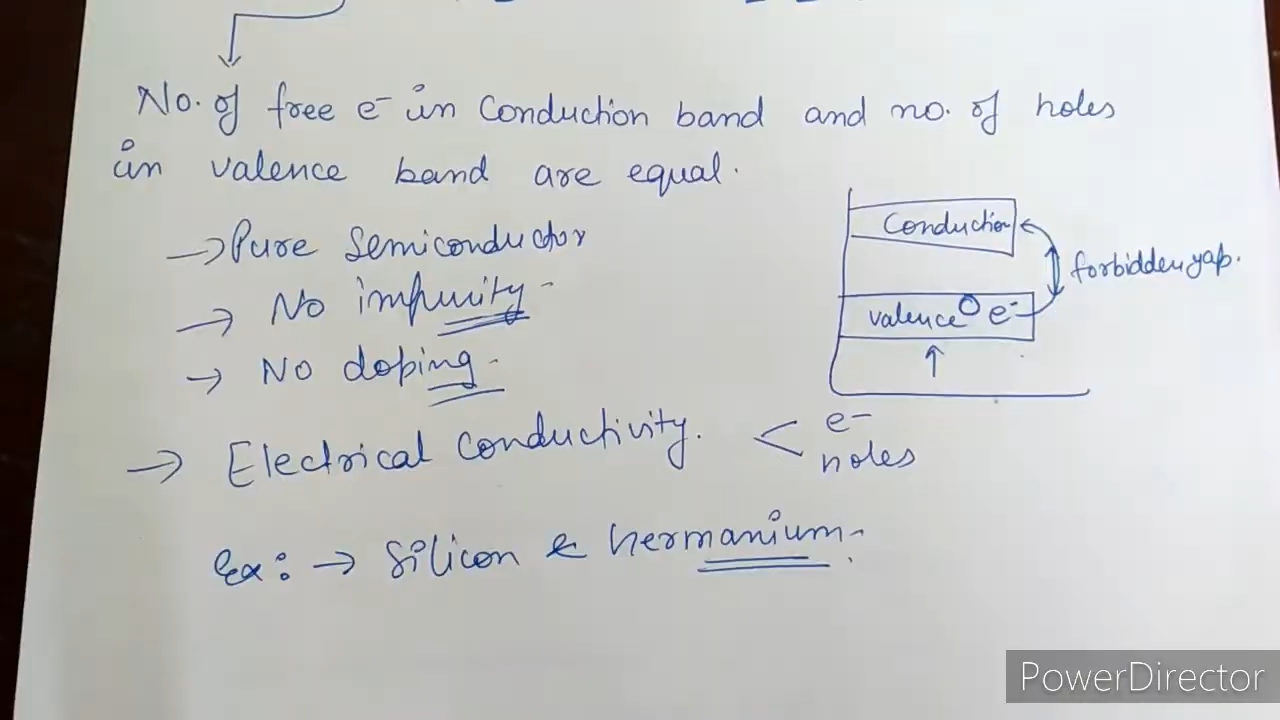 No. of free e⁻ in Conduction band and no. of holes
in valence band are equal.
→ Pure Semiconductor
→ No impurity -
→ No doping -
Conduction
forbidden gap.
valence e⁻
→ Electrical Conductivity. < e⁻
holes
Ex: → Silicon & hermanium -
PowerDirector